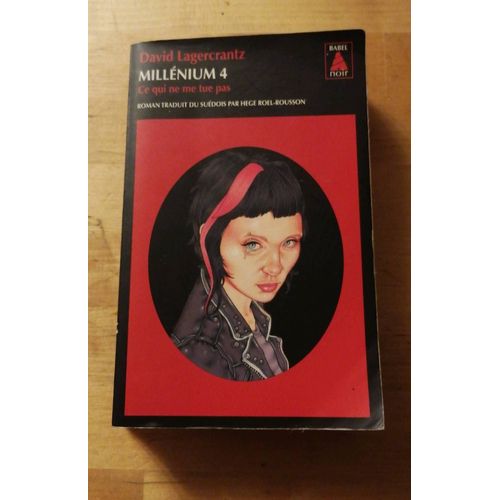 David Lagercrantz
MILLÉNIUM 4
Ce qui ne me tue pas
ROMAN TRADUIT DU SUÉDOIS PAR HEGE ROEL-ROUSSON
BABEL
noir